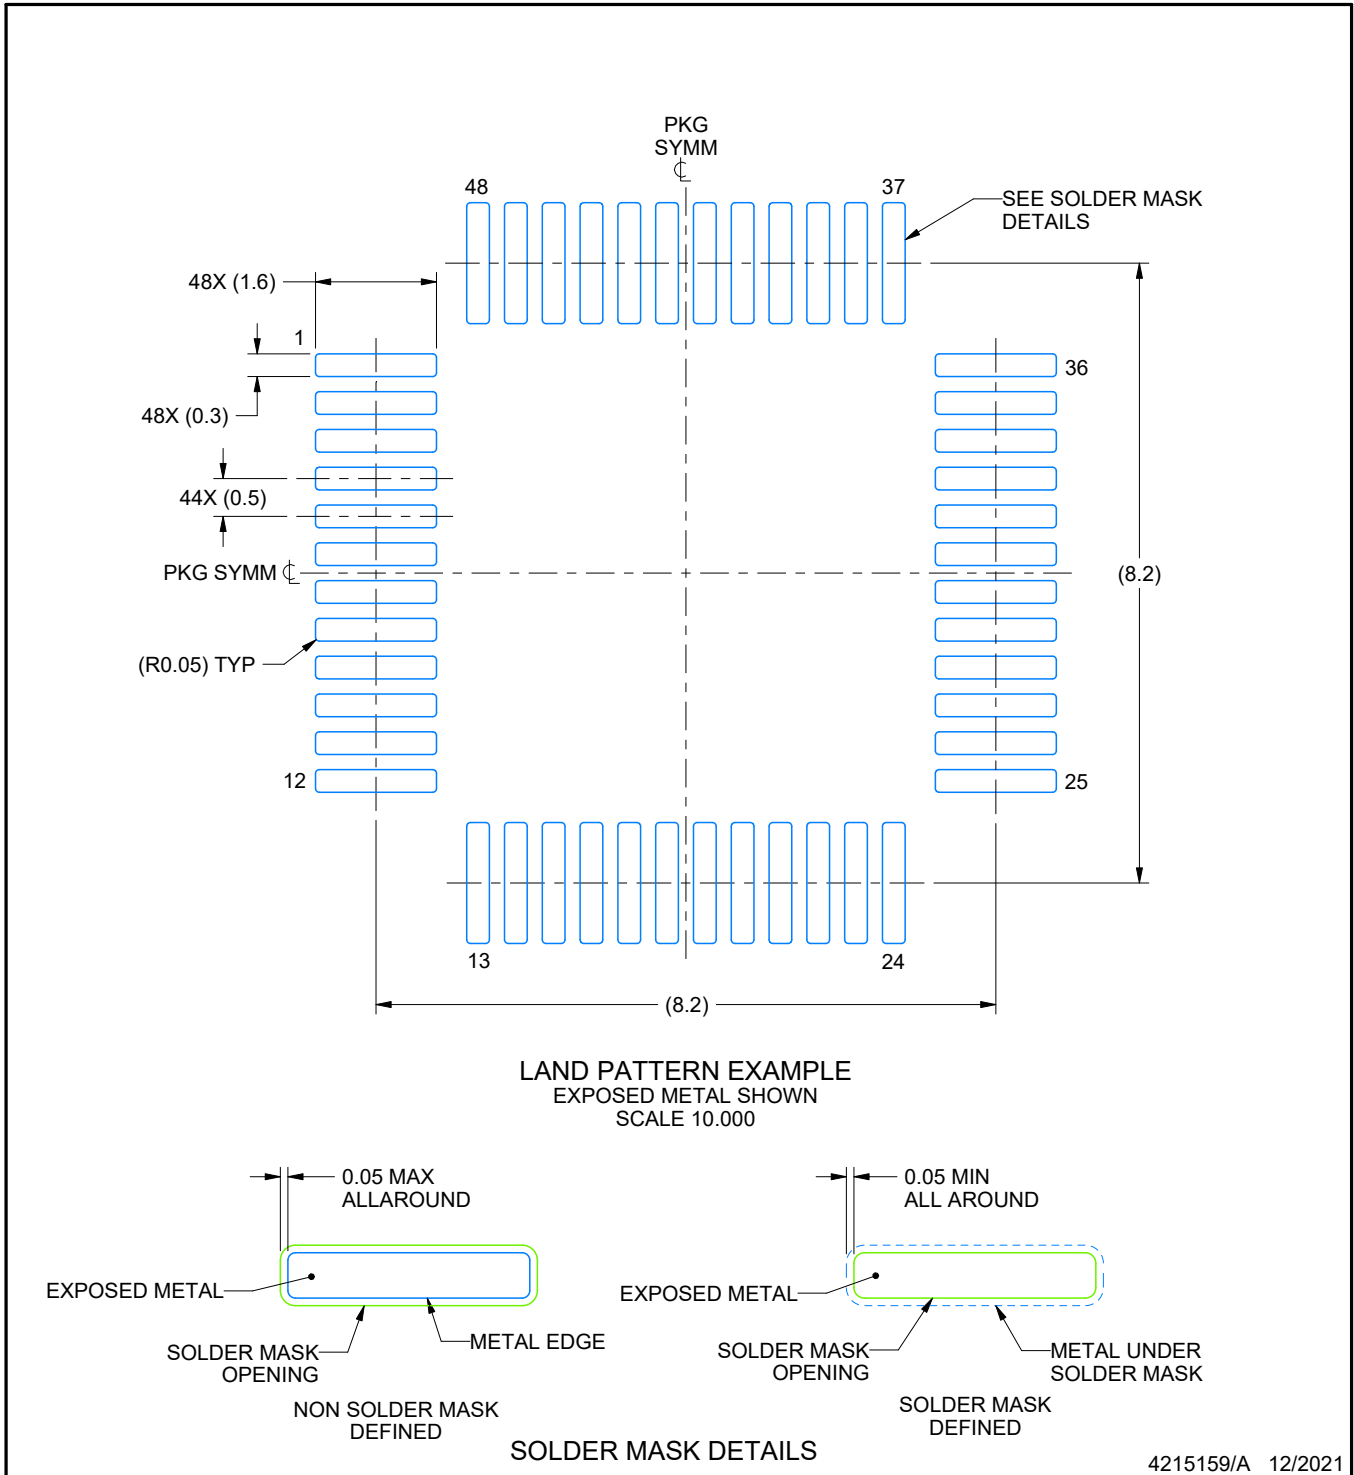 PKG
SYMM
℄
48
37
SEE SOLDER MASK
DETAILS
48X (1.6)
1
36
48X (0.3)
44X (0.5)
PKG SYMM ℄
(8.2)
(R0.05) TYP
12
25
13
24
(8.2)
LAND PATTERN EXAMPLE
EXPOSED METAL SHOWN
SCALE 10.000
0.05 MAX
ALLAROUND
0.05 MIN
ALL AROUND
EXPOSED METAL
METAL EDGE
SOLDER MASK
OPENING
NON SOLDER MASK
DEFINED
EXPOSED METAL
SOLDER MASK
OPENING
METAL UNDER
SOLDER MASK
SOLDER MASK
DEFINED
SOLDER MASK DETAILS
4215159/A 12/2021